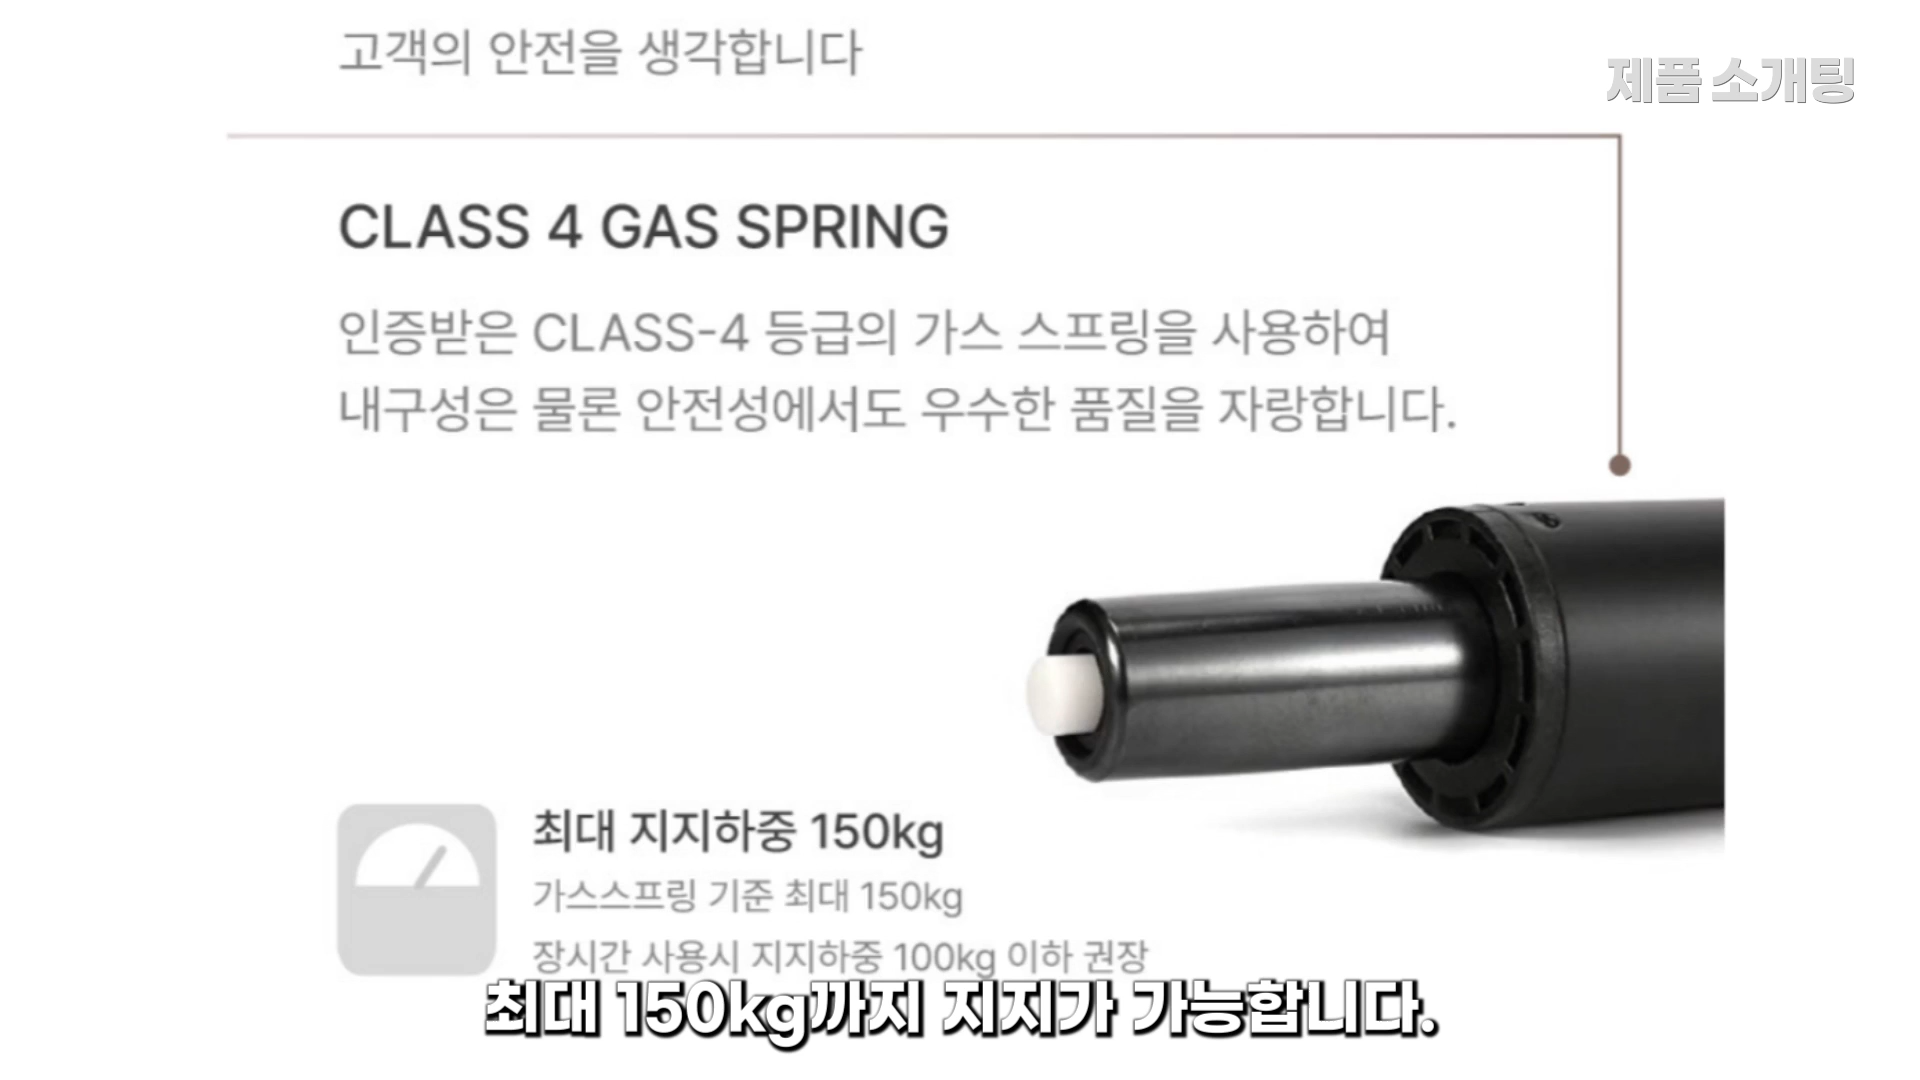 고객의 안전을 생각합니다
제품 소개팅
CLASS 4 GAS SPRING
인증받은 CLASS-4 등급의 가스 스프링을 사용하여
내구성은 물론 안전성에서도 우수한 품질을 자랑합니다.
최대 지지하중 150kg
가스스프링 기준 최대 150kg
장시간 사용시 지지하중 100kg 이하 권장
최대 150kg까지 지지가 가능합니다.